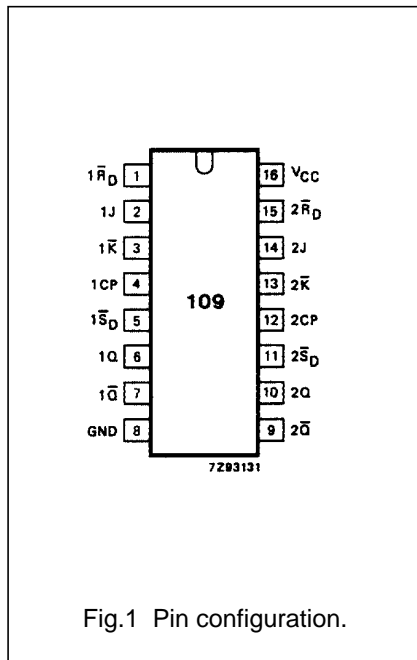 1R̅D 1 16 VCC
1J 2 15 2R̅D
1K̅ 3 14 2J
1CP 4 13 2K̅
109
1S̅D 5 12 2CP
1Q 6 11 2S̅D
1Q̅ 7 10 2Q
GND 8 9 2Q̅
7Z93131
Fig.1 Pin configuration.